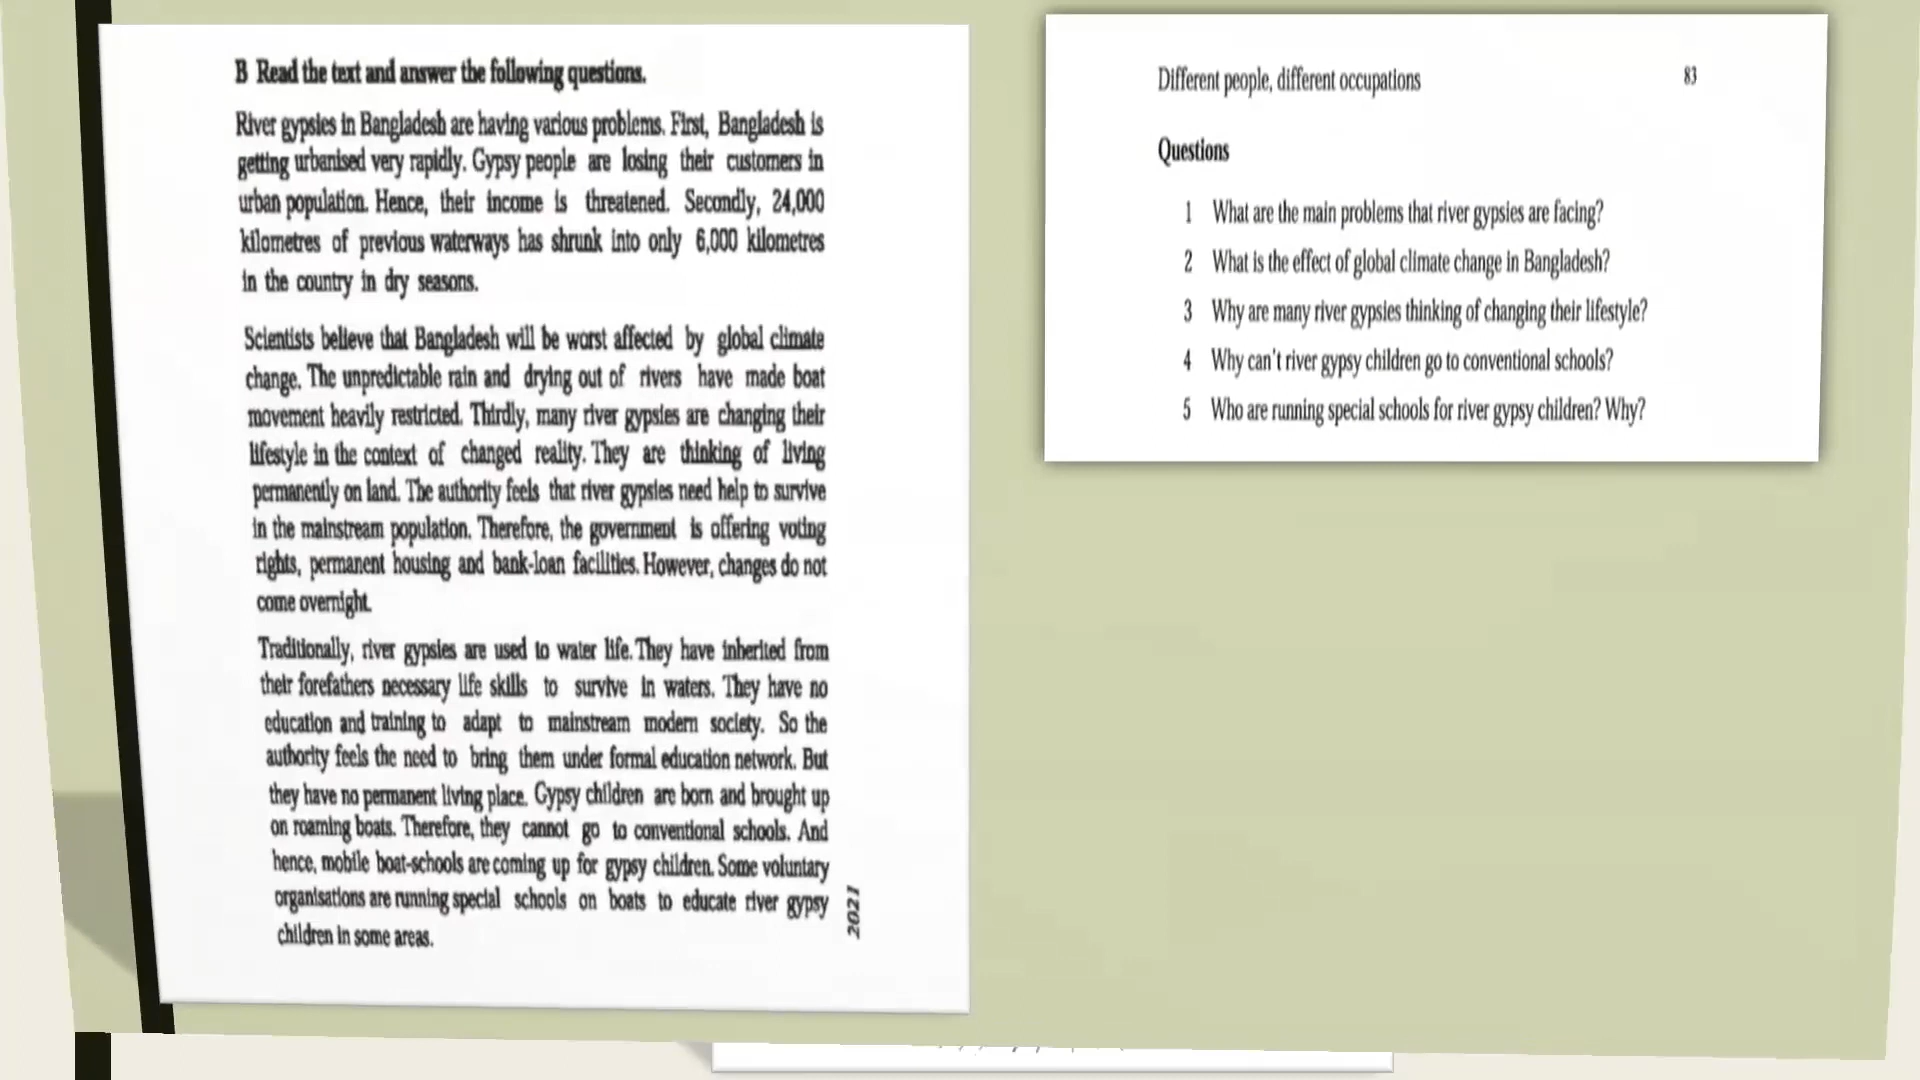 B Read the text and answer the following questions.
River gypsies in Bangladesh are having various problems. First, Bangladesh is
getting urbanised very rapidly. Gypsy people are losing their customers in
urban population. Hence, their income is threatened. Secondly, 24,000
kilometres of previous waterways has shrunk into only 6,000 kilometres
in the country in dry seasons.
Scientists believe that Bangladesh will be worst affected by global climate
change. The unpredictable rain and drying out of rivers have made boat
movement heavily restricted. Thirdly, many river gypsies are changing their
lifestyle in the context of changed reality. They are thinking of living
permanently on land. The authority feels that river gypsies need help to survive
in the mainstream population. Therefore, the government is offering voting
rights, permanent housing and bank-loan facilities. However, changes do not
come overnight.
Traditionally, river gypsies are used to water life. They have inherited from
their forefathers necessary life skills to survive in waters. They have no
education and training to adapt to mainstream modern society. So the
authority feels the need to bring them under formal education network. But
they have no permanent living place. Gypsy children are born and brought up
on roaming boats. Therefore, they cannot go to conventional schools. And
hence, mobile boat-schools are coming up for gypsy children. Some voluntary
organisations are running special schools on boats to educate river gypsy
children in some areas.
2021
Different people, different occupations 83
Questions
1 What are the main problems that river gypsies are facing?
2 What is the effect of global climate change in Bangladesh?
3 Why are many river gypsies thinking of changing their lifestyle?
4 Why can't river gypsy children go to conventional schools?
5 Who are running special schools for river gypsy children? Why?